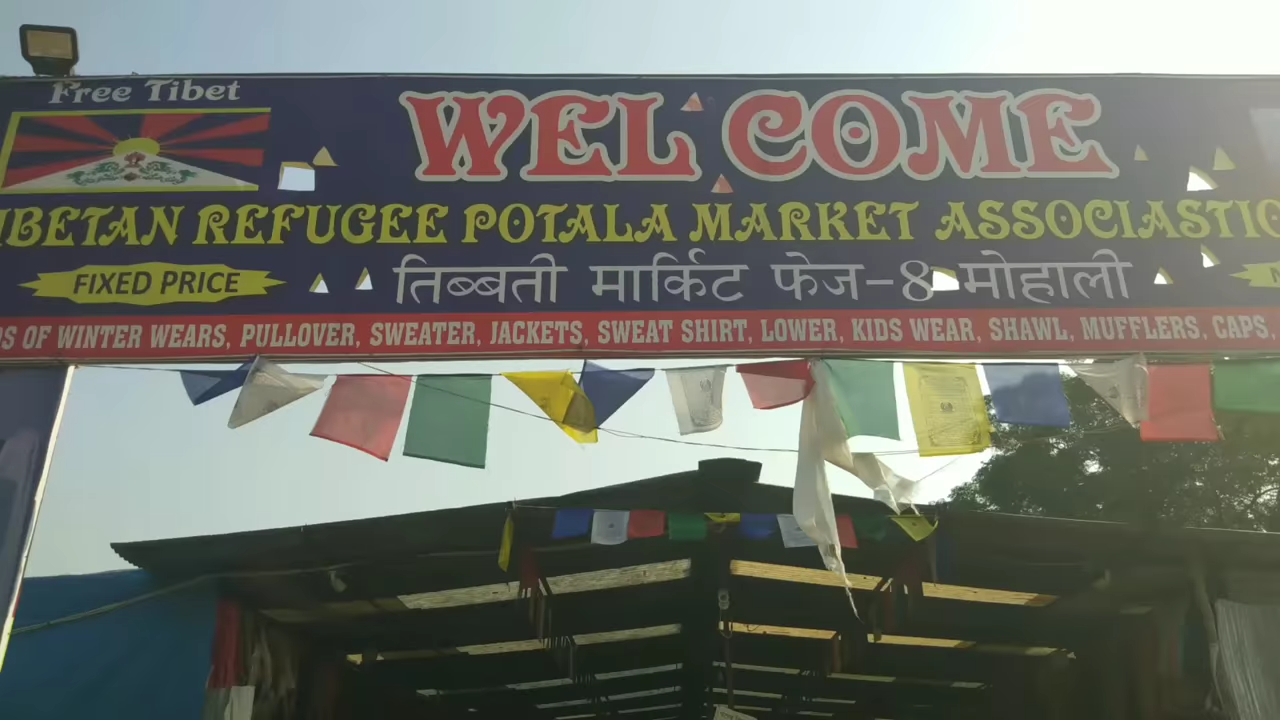 Free Tibet
WEL COME
IBETAN REFUGEE POTALA MARKET ASSOCIASTIO
FIXED PRICE
तिब्बती मार्किट फेज-8 मोहाली
DS OF WINTER WEARS, PULLOVER, SWEATER, JACKETS, SWEAT SHIRT, LOWER, KIDS WEAR, SHAWL, MUFFLERS, CAPS,